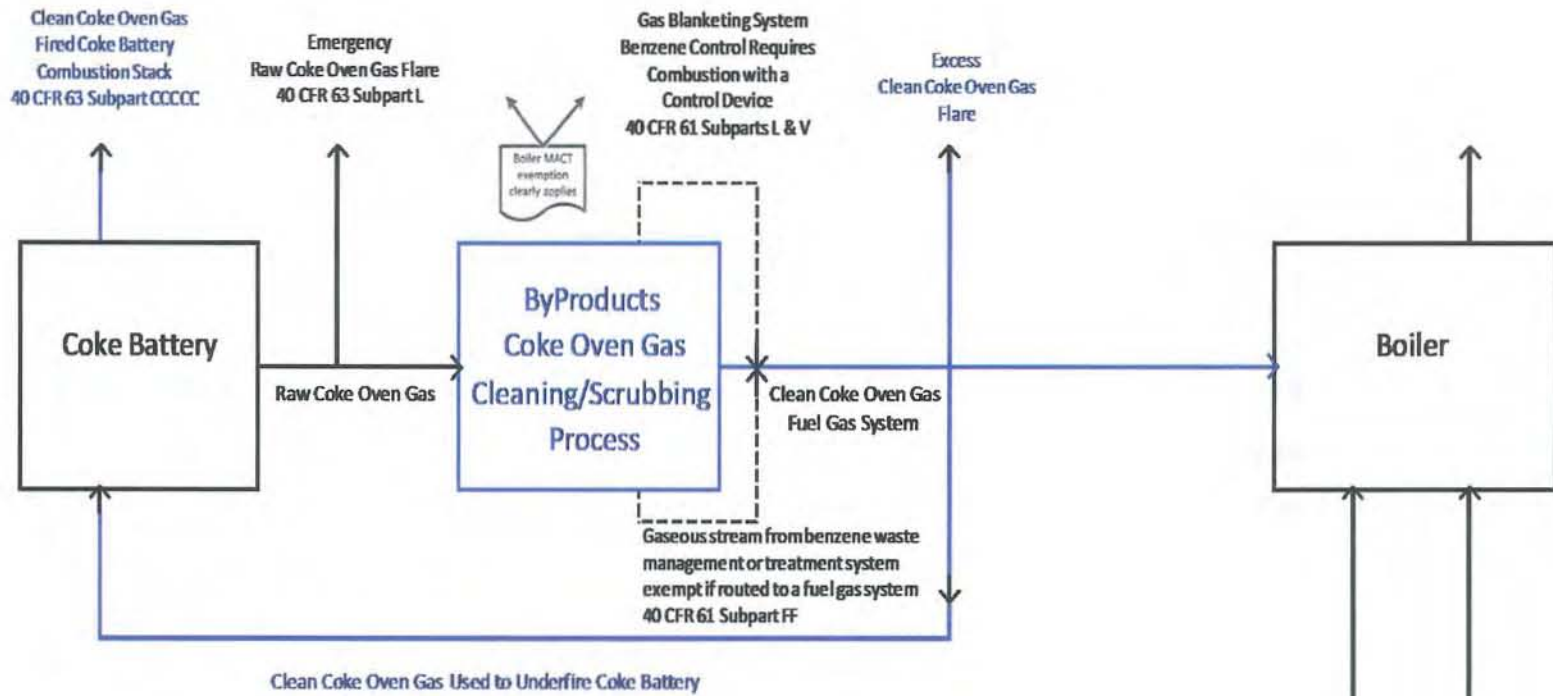 Clean Coke Oven Gas
Fired Coke Battery
Combustion Stack
40 CFR 63 Subpart CCCCC
Emergency
Raw Coke Oven Gas Flare
40 CFR 63 Subpart L
Boiler MACT
exemption
clearly applies
Gas Blanketing System
Benzene Control Requires
Combustion with a
Control Device
40 CFR 61 Subparts L & V
Excess
Clean Coke Oven Gas
Flare
Coke Battery
Raw Coke Oven Gas
ByProducts
Coke Oven Gas
Cleaning/Scrubbing
Process
Clean Coke Oven Gas
Fuel Gas System
Boiler
Gaseous stream from benzene waste
management or treatment system
exempt if routed to a fuel gas system
40 CFR 61 Subpart FF
Clean Coke Oven Gas Used to Underfire Coke Battery